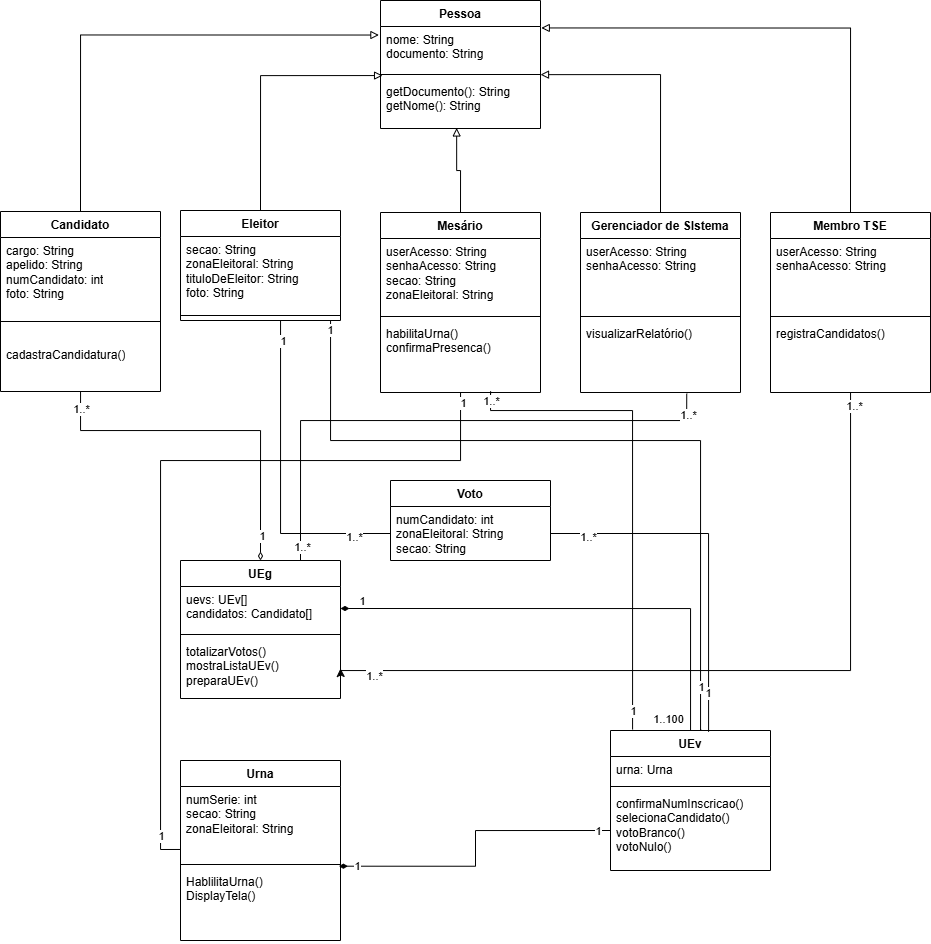 Pessoa
nome: String
documento: String
getDocumento(): String
getNome(): String
Candidato
cargo: String
apelido: String
numCandidato: int
foto: String
cadastraCandidatura()
Eleitor
secao: String
zonaEleitoral: String
tituloDeEleitor: String
foto: String
Mesário
userAcesso: String
senhaAcesso: String
secao: String
zonaEleitoral: String
habilitaUrna()
confirmaPresenca()
Gerenciador de SIstema
userAcesso: String
senhaAcesso: String
visualizarRelatório()
Membro TSE
userAcesso: String
senhaAcesso: String
registraCandidatos()
1
1
1..*
1
1..*
1..*
1..*
Voto
numCandidato: int
zonaEleitoral: String
secao: String
1..*
1..*
1
1..*
UEg
uevs: UEv[]
candidatos: Candidato[]
totalizarVotos()
mostraListaUEv()
preparaUEv()
1
1..*
1
1
1
1..100
UEv
urna: Urna
confirmaNumInscricao()
selecionaCandidato()
votoBranco()
votoNulo()
Urna
numSerie: int
secao: String
zonaEleitoral: String
HablilitaUrna()
DisplayTela()
1
1
1